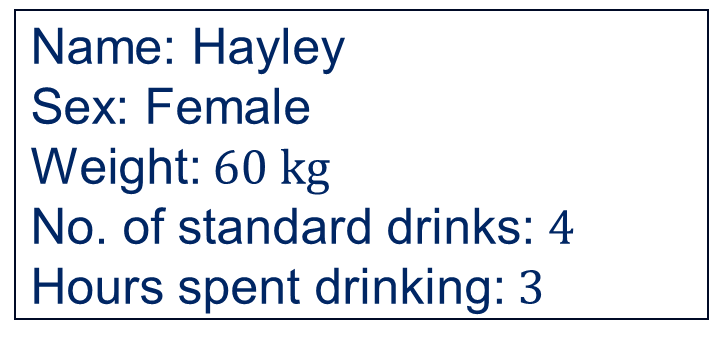 Name: Hayley
Sex: Female
Weight: 60 kg
No. of standard drinks: 4
Hours spent drinking: 3